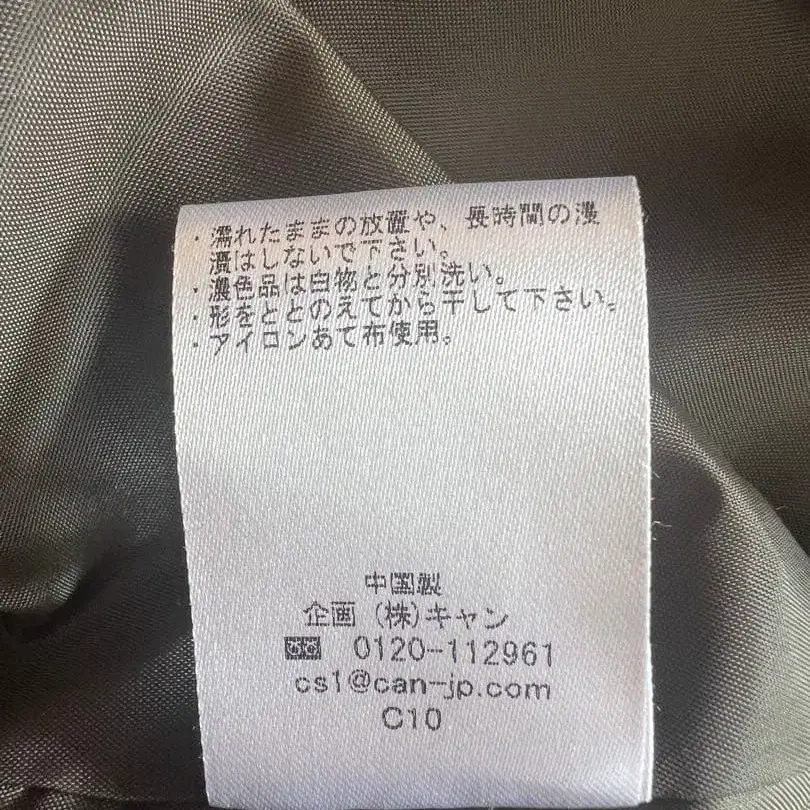 ・濡れたままの放置や、長時間の浸
漬はしないで下さい。
・濃色品は白物と分別洗い。
・形をととのえてから干して下さい。
・アイロンあて布使用。
中国製
企画 (株)キャン
0120-112961
cs1@can-jp.com
C10